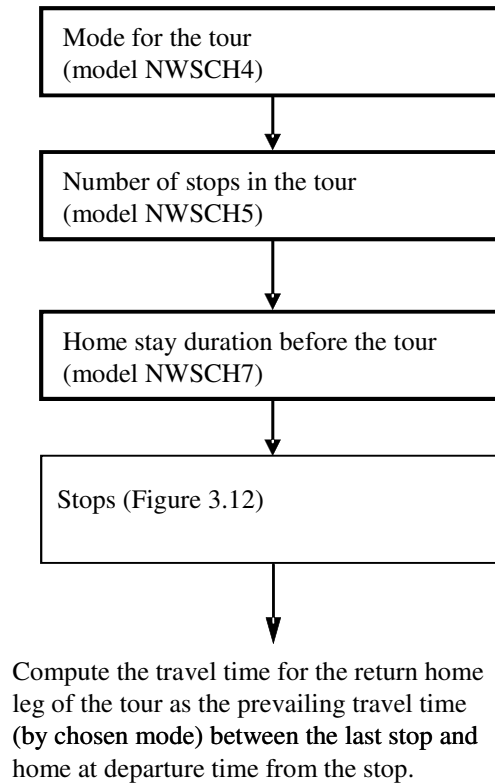 Mode for the tour
(model NWSCH4)
Number of stops in the tour
(model NWSCH5)
Home stay duration before the tour
(model NWSCH7)
Stops (Figure 3.12)
Compute the travel time for the return home
leg of the tour as the prevailing travel time
(by chosen mode) between the last stop and
home at departure time from the stop.